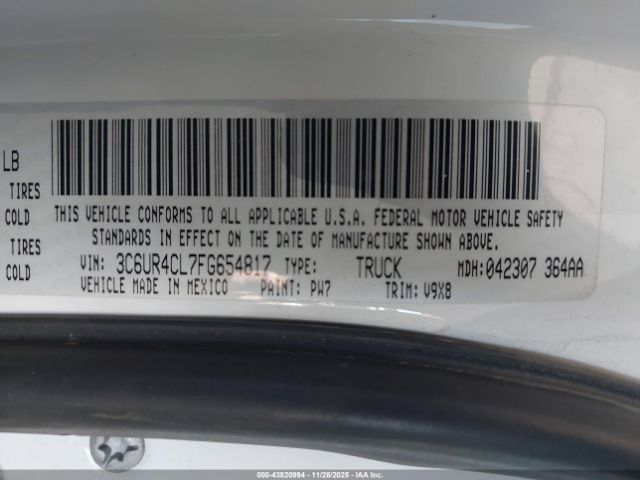 LB
TIRES
COLD
THIS VEHICLE CONFORMS TO ALL APPLICABLE U.S.A. FEDERAL MOTOR VEHICLE SAFETY
TIRES
STANDARDS IN EFFECT ON THE DATE OF MANUFACTURE SHOWN ABOVE.
COLD
VIN: 3C6UR4CL7FG654817 TYPE: TRUCK MDH:042307 364AA
VEHICLE MADE IN MEXICO PAINT: PW7 TRIM: V9X8
000-43820994 | 11/28/2025 - IAAI.COM